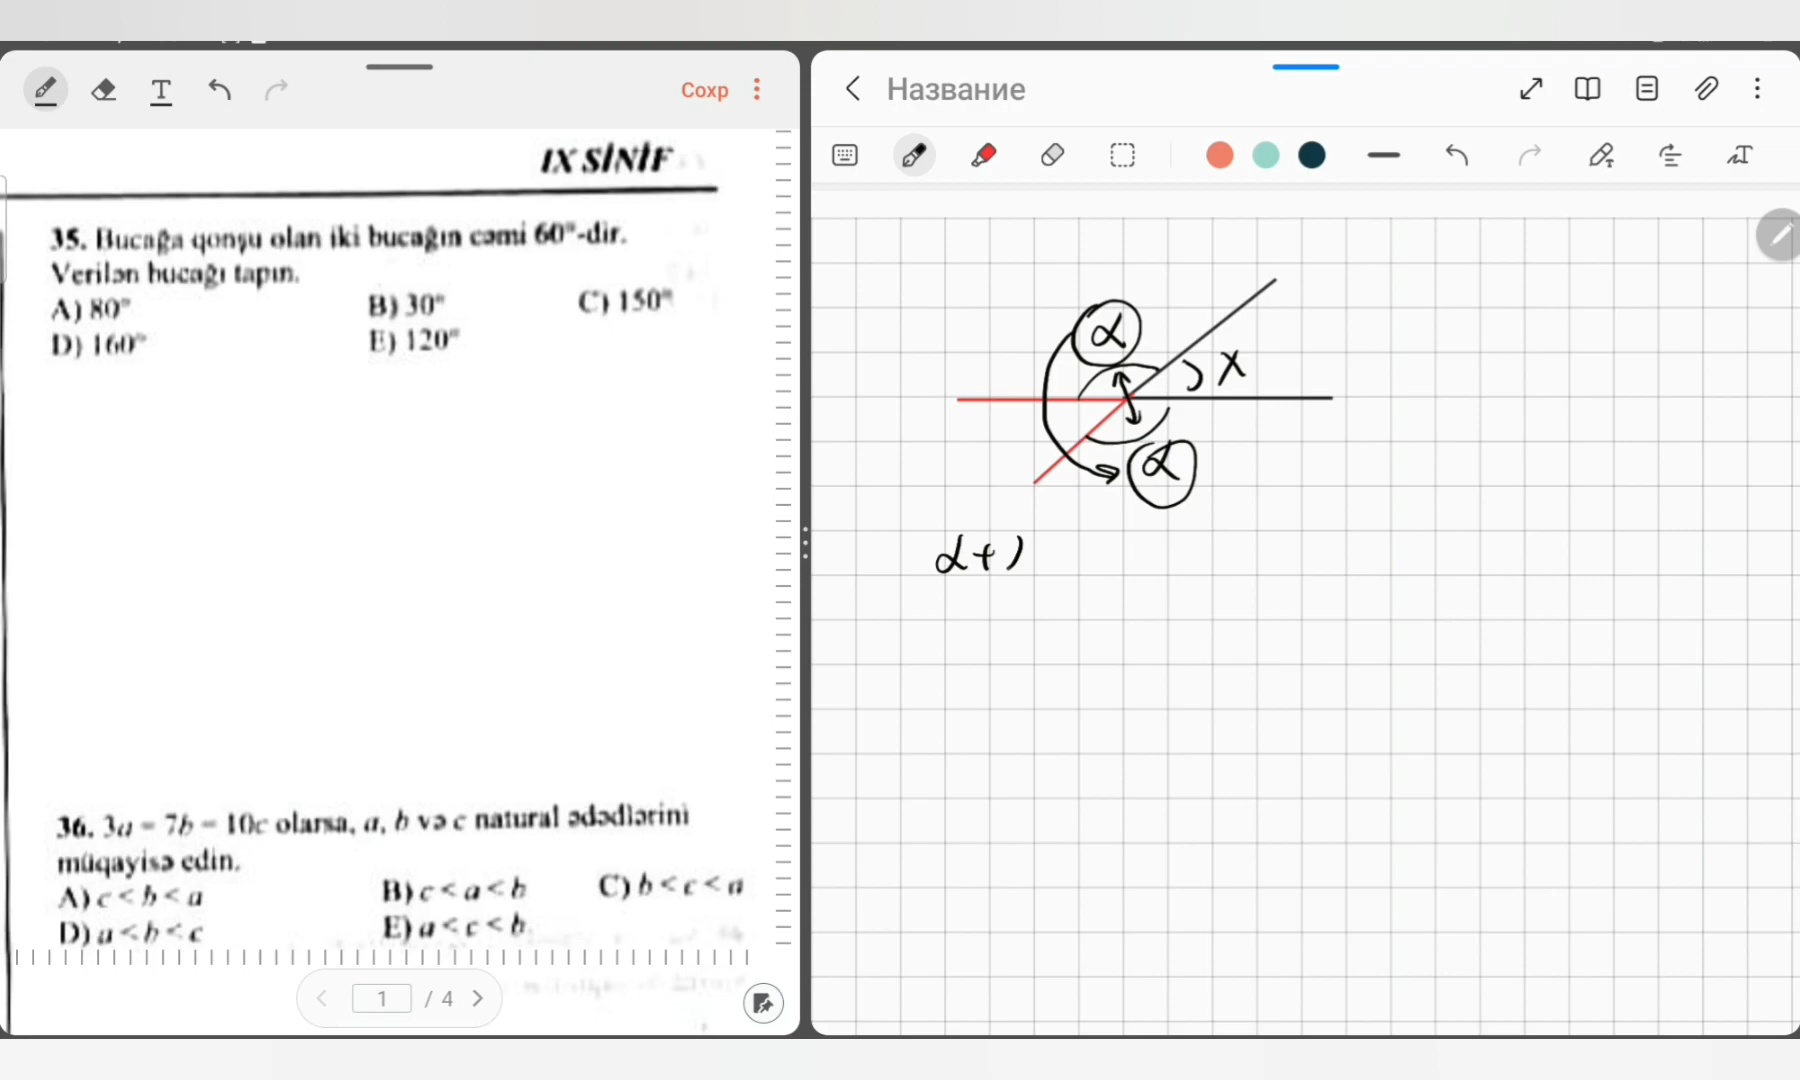 Сохр
IX SİNİF
35. Bucağa qonşu olan iki bucağın cəmi 60°-dir.
Verilən bucağı tapın.
A) 80° B) 30° C) 150°
D) 160° E) 120°
36. 3a = 7b = 10c olarsa, a, b və c natural ədədlərini
müqayisə edin.
A) c < b < a B) c < a < b C) b < c < a
D) a < b < c E) a < c < b
1 / 4
Название
α
x
α
α+)